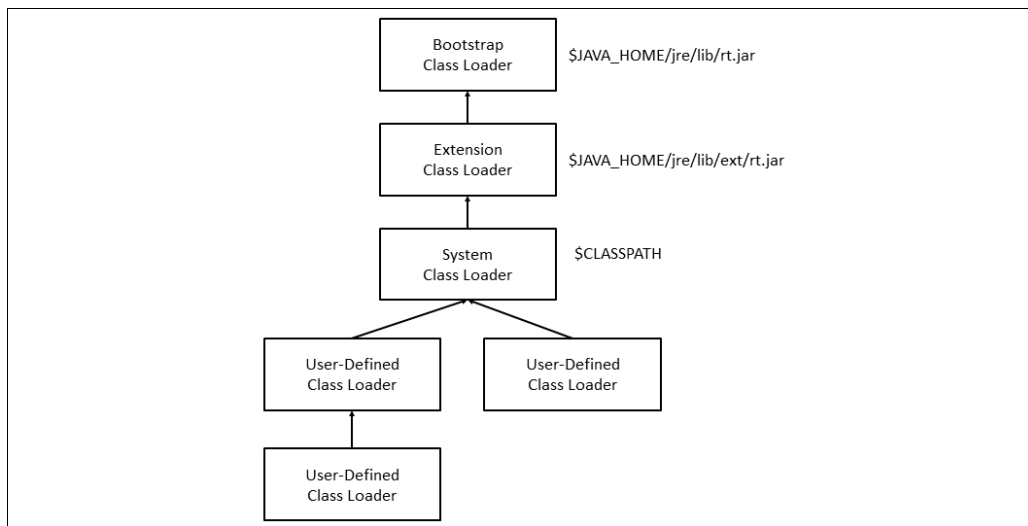 Bootstrap
Class Loader
$JAVA_HOME/jre/lib/rt.jar
Extension
Class Loader
$JAVA_HOME/jre/lib/ext/rt.jar
System
Class Loader
$CLASSPATH
User-Defined
Class Loader
User-Defined
Class Loader
User-Defined
Class Loader